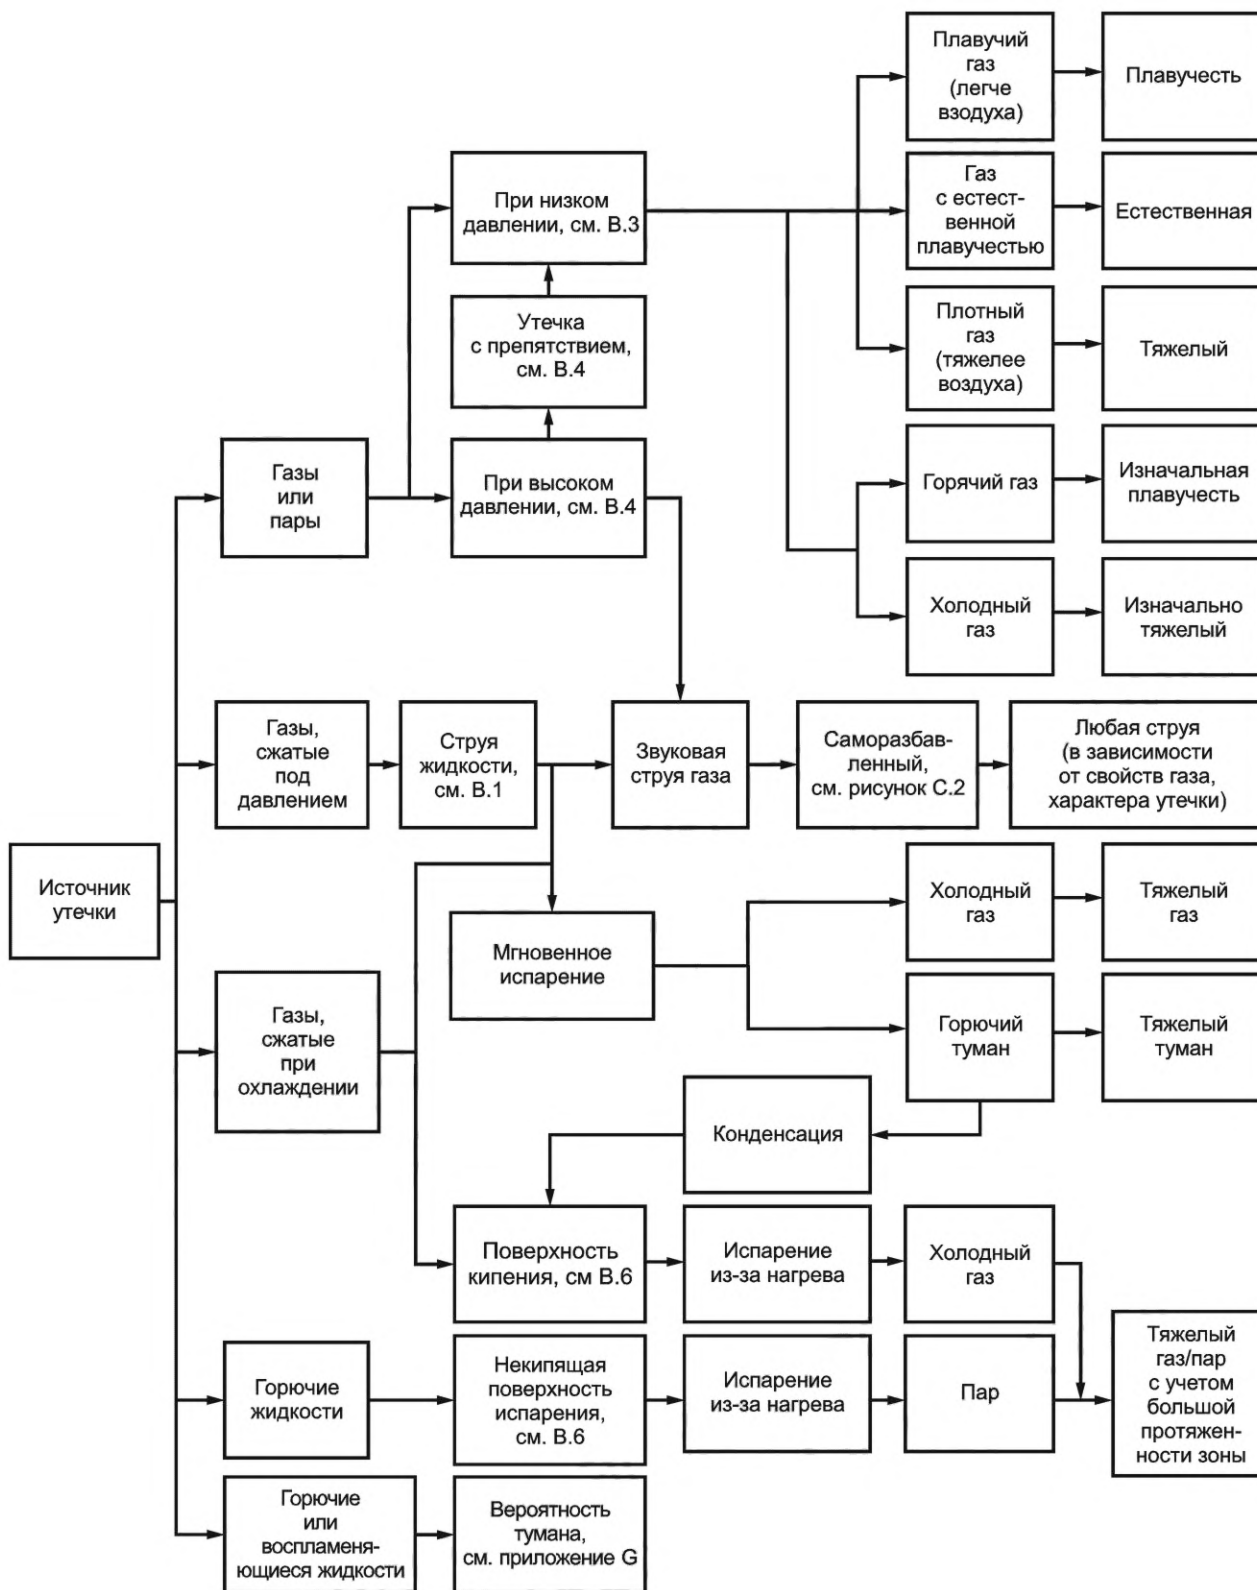 Плавучий
газ
(легче
взодуха)
Плавучесть
При низком
давлении, см. В.3
Газ
с естест-
венной
плавучестью
Естественная
Утечка
с препятствием,
см. В.4
Плотный
газ
(тяжелее
воздуха)
Тяжелый
Газы
или
пары
При высоком
давлении, см. В.4
Горячий газ
Изначальная
плавучесть
Холодный
газ
Изначально
тяжелый
Газы,
сжатые
под
давлением
Струя
жидкости,
см. В.1
Звуковая
струя газа
Саморазбав-
ленный,
см. рисунок С.2
Любая струя
(в зависимости
от свойств газа,
характера утечки)
Источник
утечки
Мгновенное
испарение
Холодный
газ
Тяжелый
газ
Газы,
сжатые
при
охлаждении
Горючий
туман
Тяжелый
туман
Конденсация
Поверхность
кипения, см В.6
Испарение
из-за нагрева
Холодный
газ
Горючие
жидкости
Некипящая
поверхность
испарения,
см. В.6
Испарение
из-за нагрева
Пар
Тяжелый
газ/пар
с учетом
большой
протяжен-
ности зоны
Горючие
или
воспламеня-
ющиеся жидкости
Вероятность
тумана,
см. приложение G